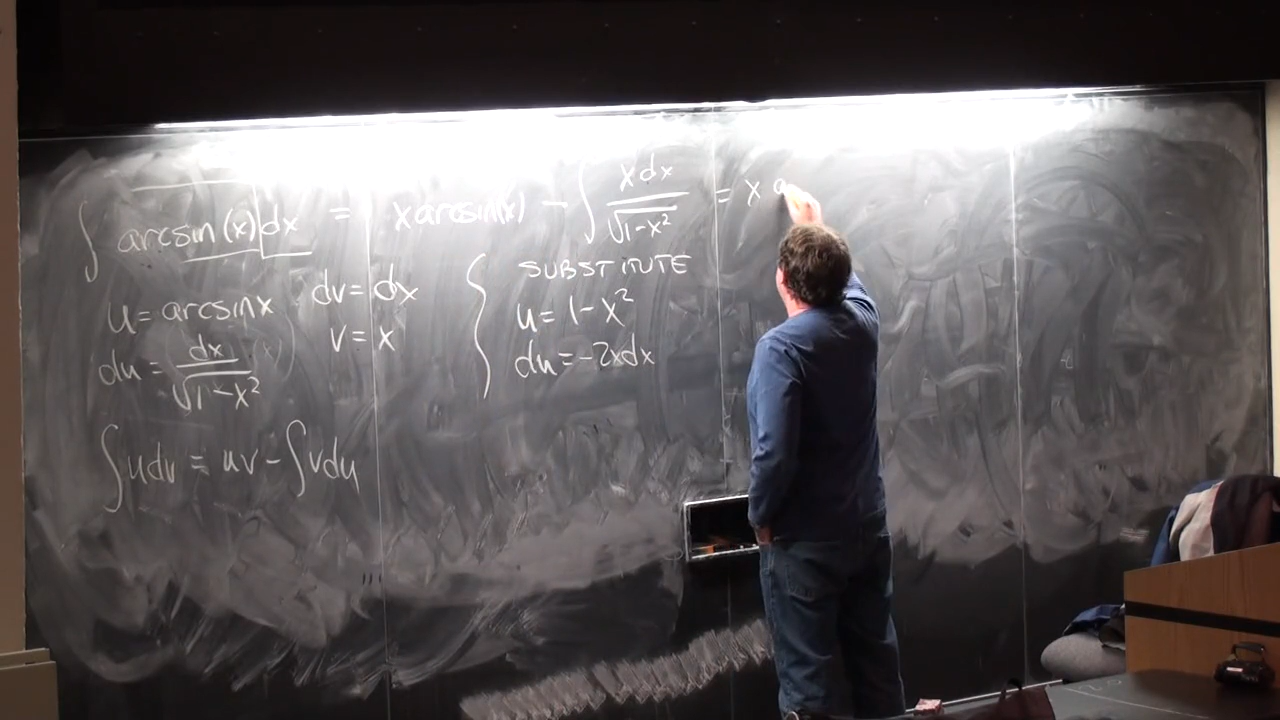 ∫ arcsin(x) dx = x arcsin(x) − ∫ x dx / √(1−x²) = x a
u = arcsin x dv = dx
du = dx / √(1−x²) v = x
∫ u dv = uv − ∫ v du
SUBSTITUTE
u = 1 − x²
du = −2x dx